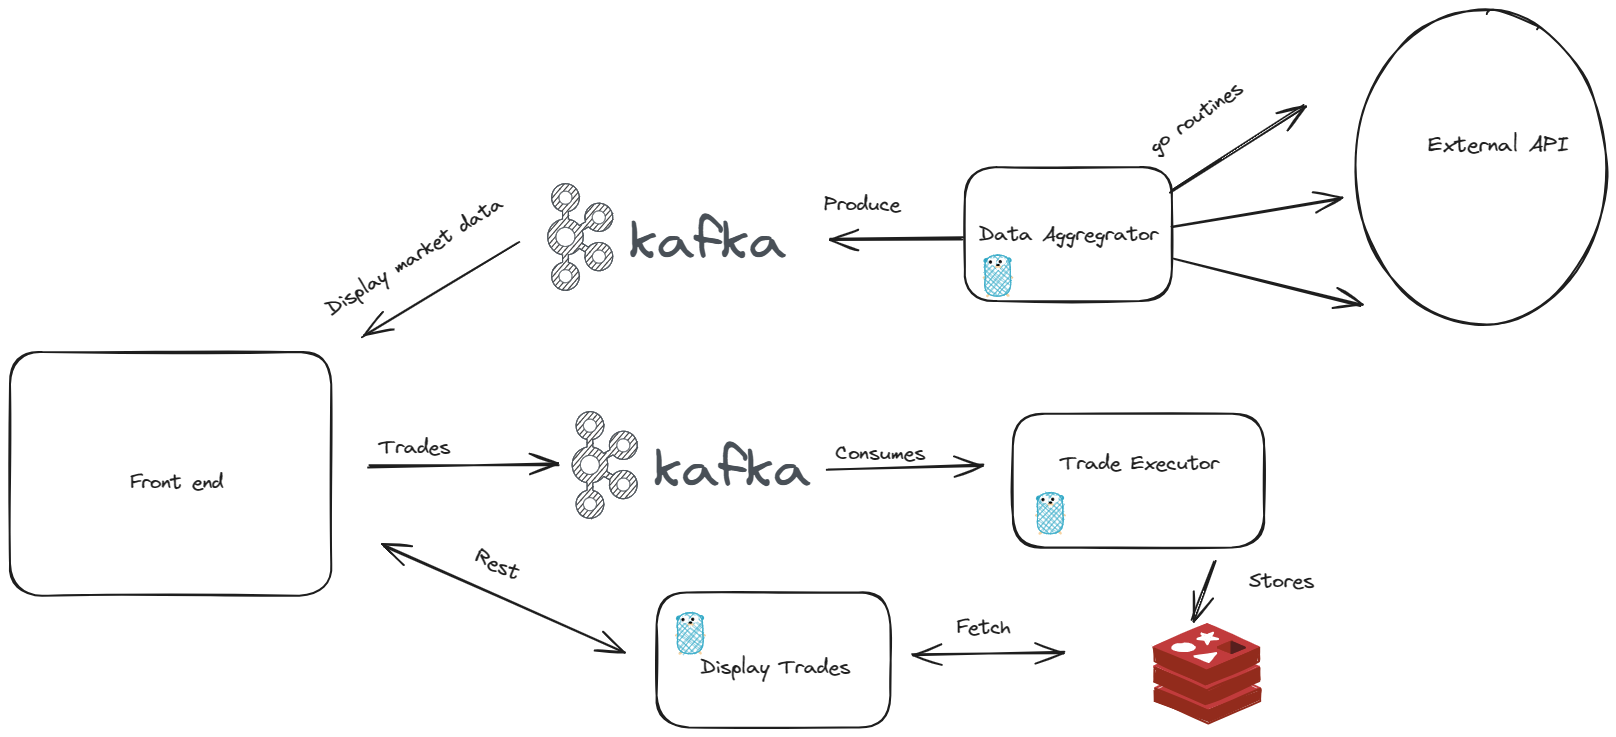 go routines
External API
Produce
Data Aggregrator
kafka
Display market data
Front end
Trades
kafka
Consumes
Trade Executor
Rest
Stores
Fetch
Display Trades